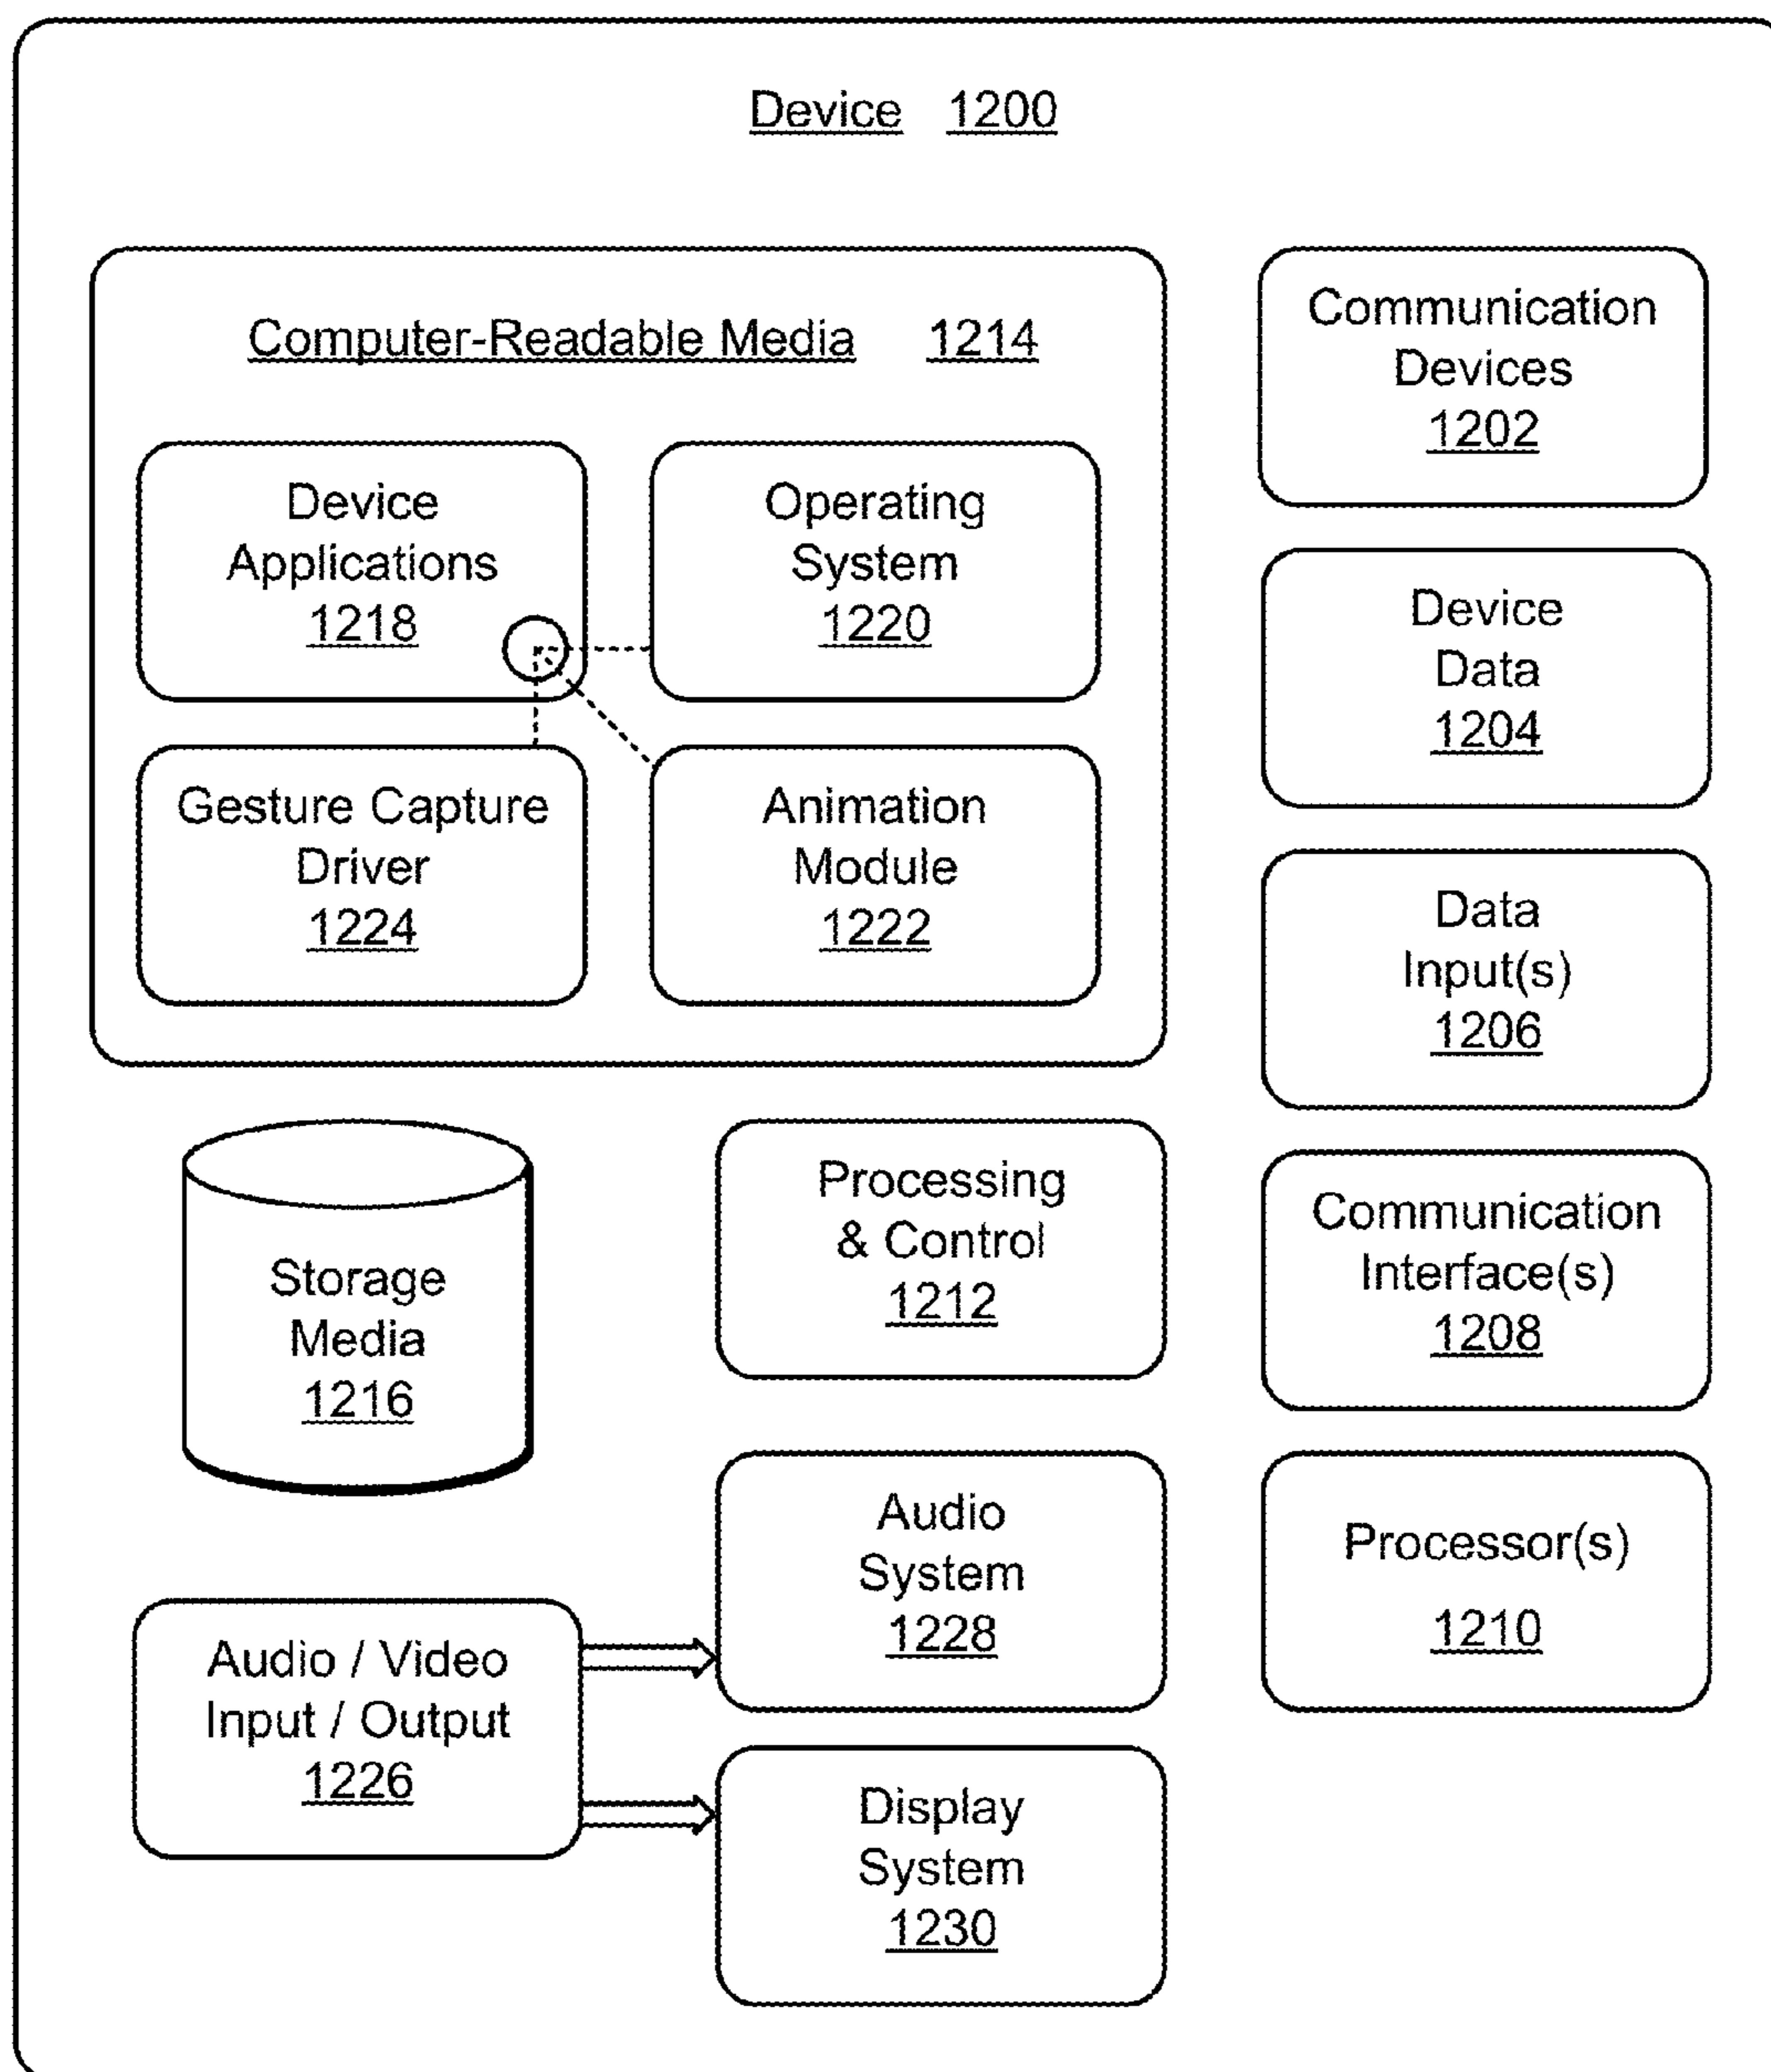 Device 1200
Computer-Readable Media 1214
Device
Applications
1218
Operating
System
1220
Gesture Capture
Driver
1224
Animation
Module
1222
Communication
Devices
1202
Device
Data
1204
Data
Input(s)
1206
Communication
Interface(s)
1208
Processor(s)
1210
Storage
Media
1216
Processing
& Control
1212
Audio / Video
Input / Output
1226
Audio
System
1228
Display
System
1230